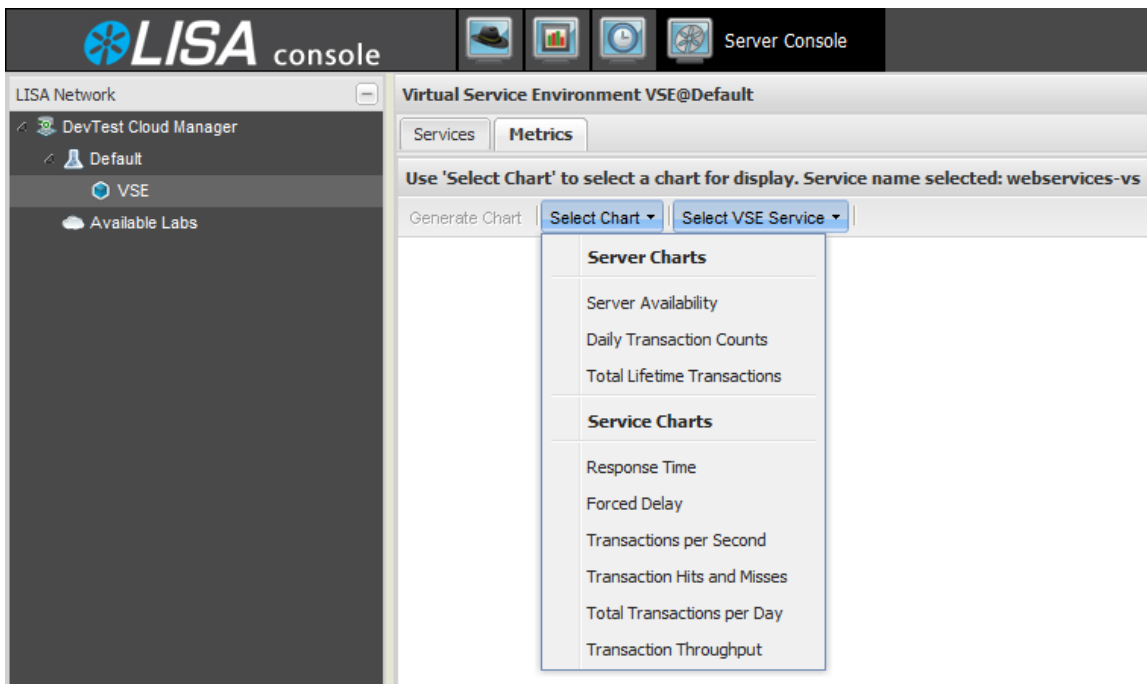 LISA console
Server Console
LISA Network
Virtual Service Environment VSE@Default
DevTest Cloud Manager
Default
VSE
Available Labs
Services
Metrics
Use 'Select Chart' to select a chart for display. Service name selected: webservices-vs
Generate Chart
Select Chart
Select VSE Service
Server Charts
Server Availability
Daily Transaction Counts
Total Lifetime Transactions
Service Charts
Response Time
Forced Delay
Transactions per Second
Transaction Hits and Misses
Total Transactions per Day
Transaction Throughput